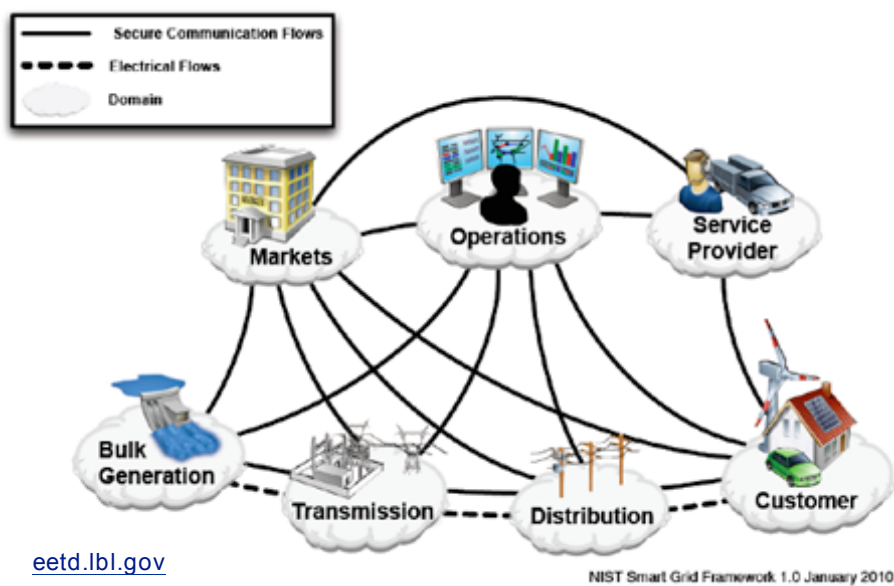 Secure Communication Flows
Electrical Flows
Domain
Markets
Operations
Service
Provider
Bulk
Generation
Transmission
Distribution
Customer
eetd.lbl.gov
NIST Smart Grid Framework 1.0 January 2010